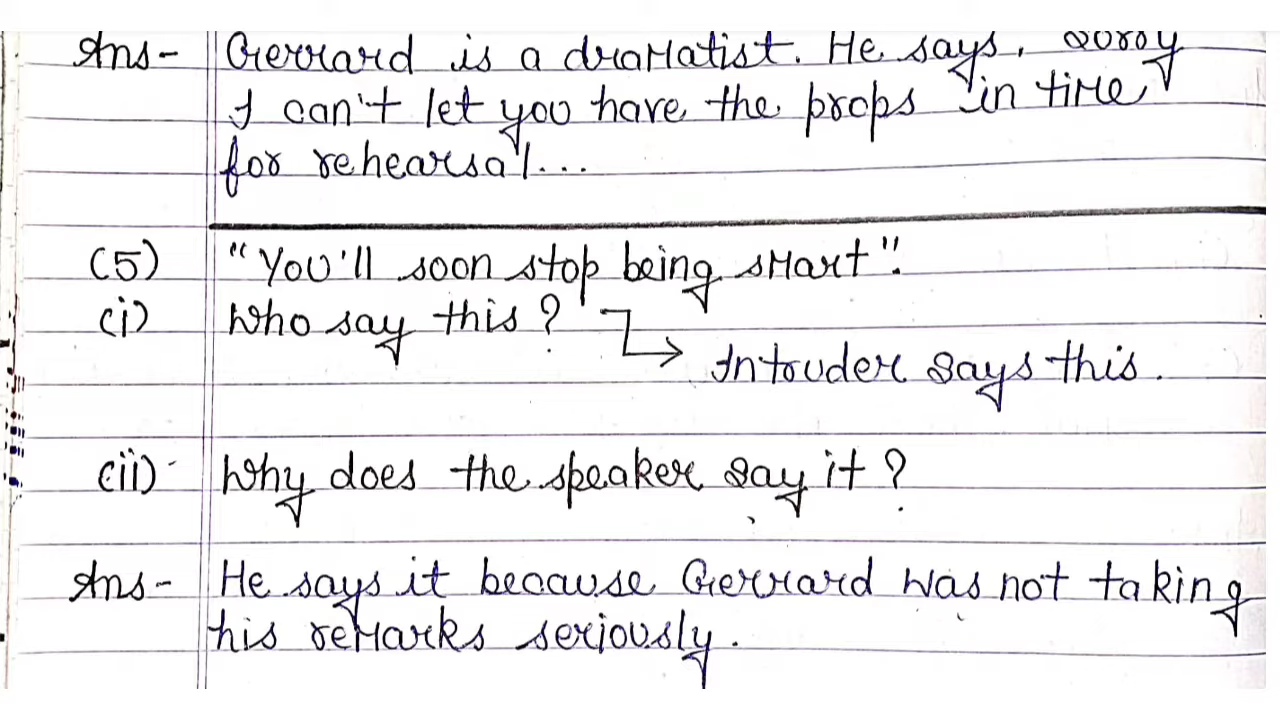 Ans- Gerrard is a dramatist. He says, sorry
I can't let you have the props in time
for rehearsal...
(5) "You'll soon stop being smart".
(i) Who say this?
Intruder says this.
(ii) Why does the speaker say it?
Ans- He says it because Gerrard was not taking
his remarks seriously.